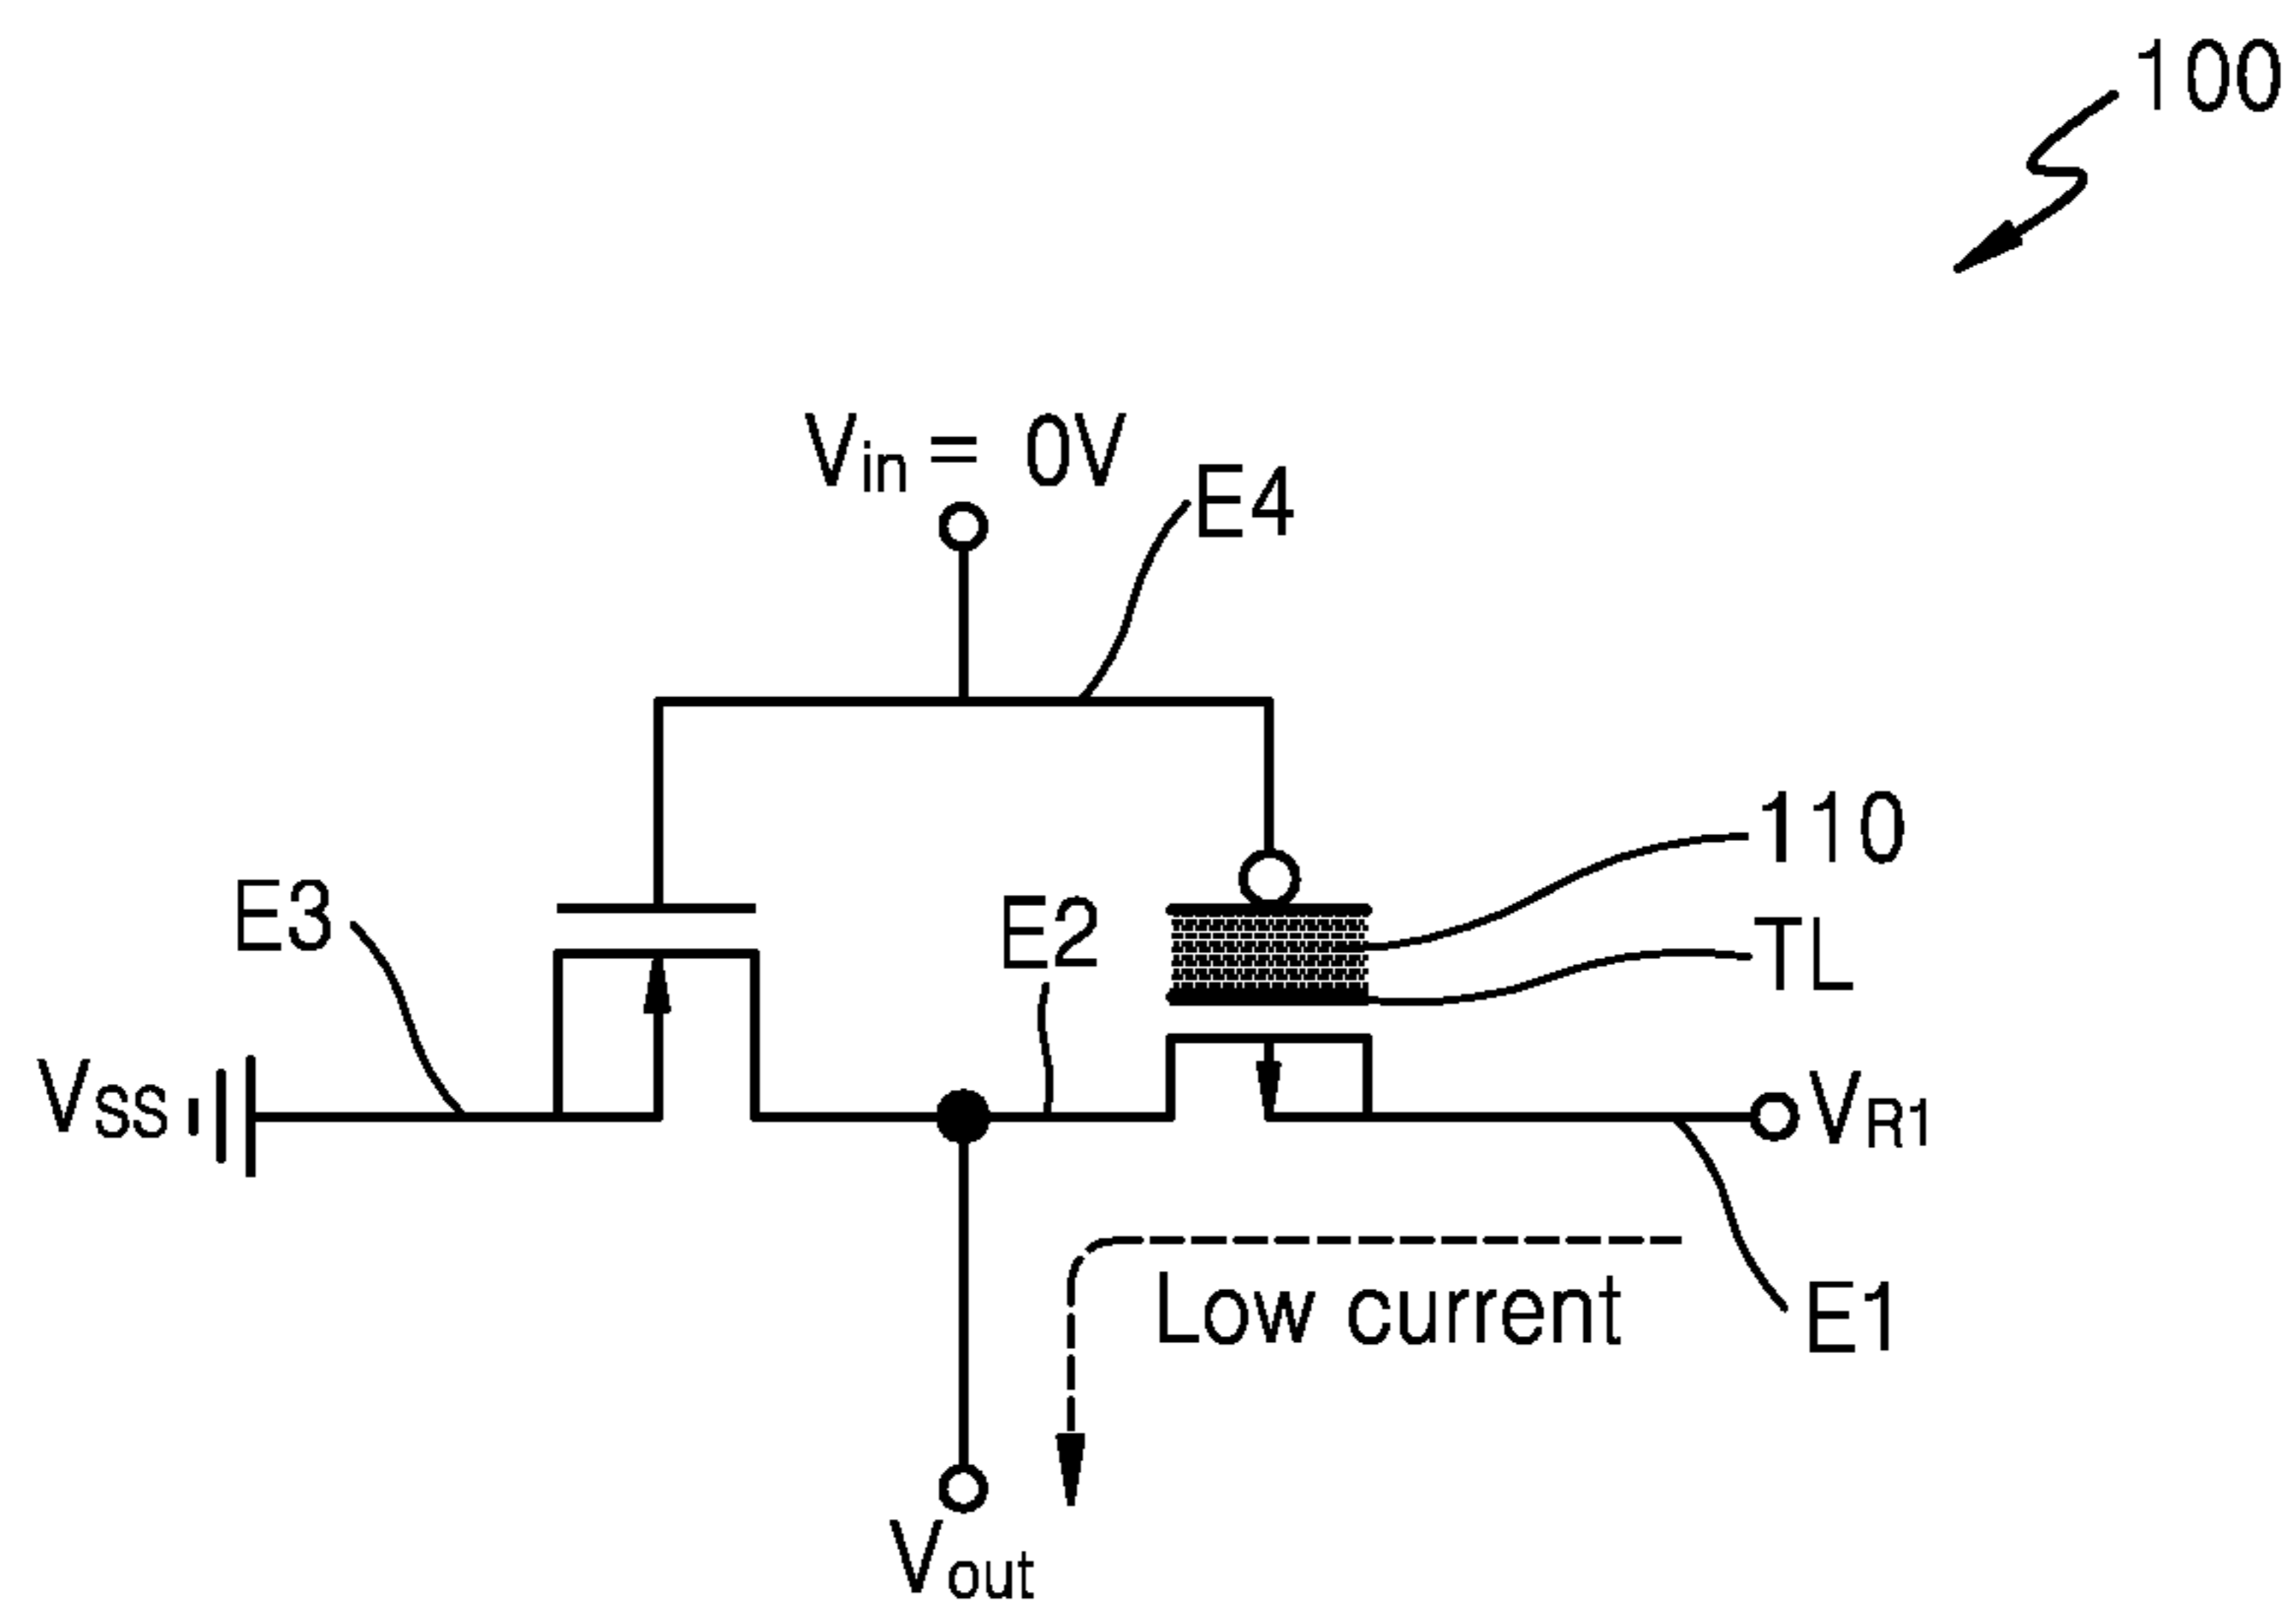 100
Vin = 0V
E4
110
E3
E2
TL
VSS
VR1
Low current
E1
Vout